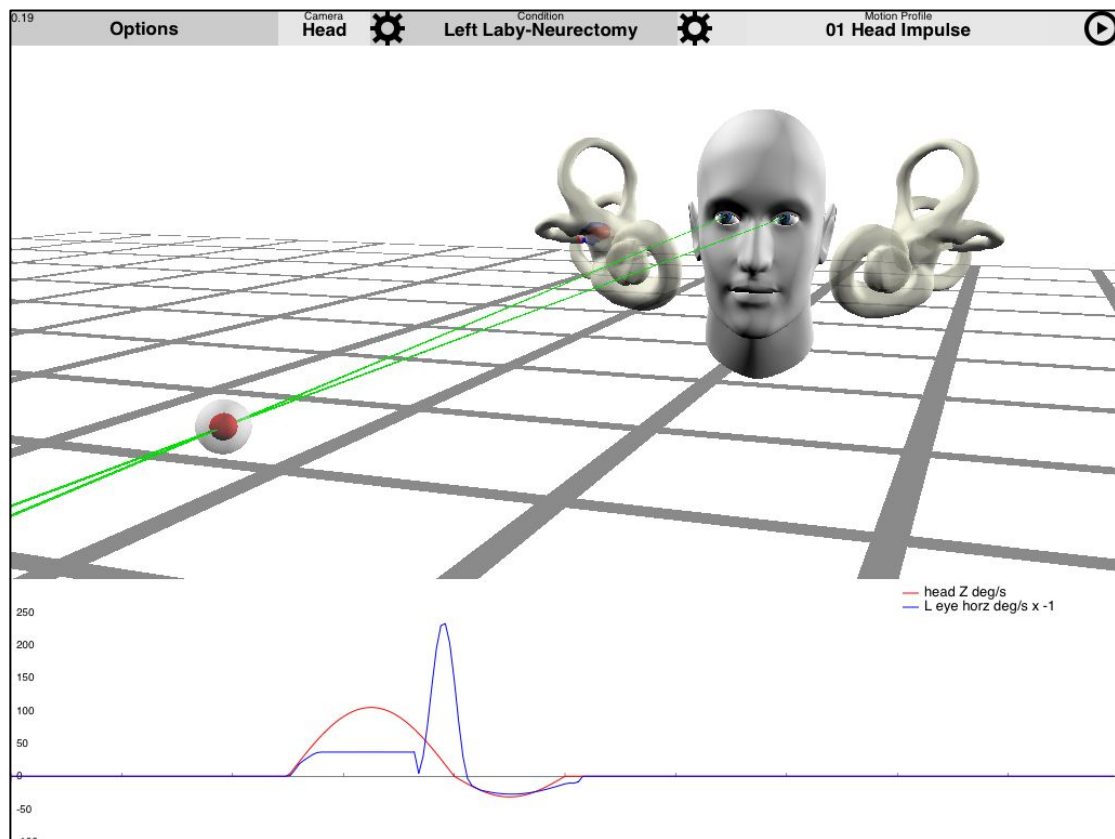 0.19
Camera
Condition
Motion Profile
Options
Head
Left Laby-Neurectomy
01 Head Impulse
head Z deg/s
L eye horz deg/s x -1
250
200
150
100
50
0
-50